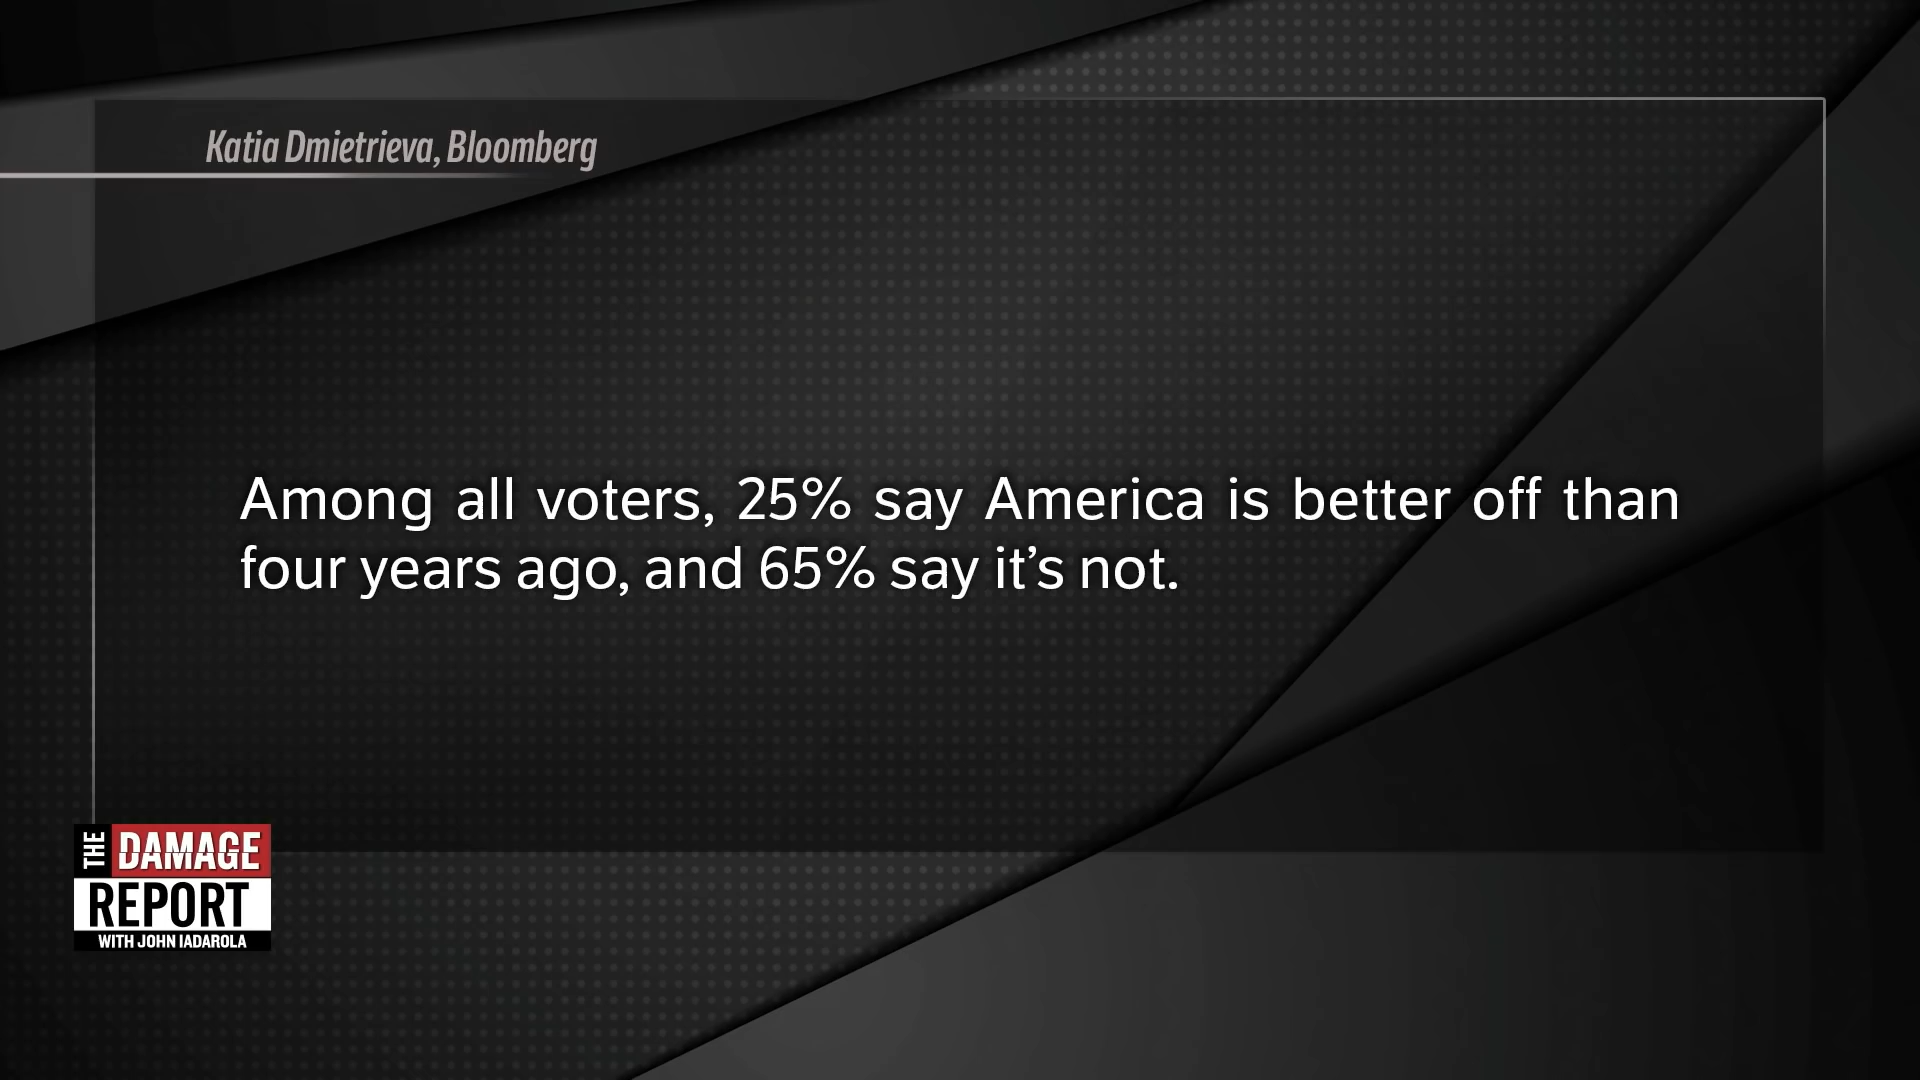 Katia Dmietrieva, Bloomberg
Among all voters, 25% say America is better off than
four years ago, and 65% say it’s not.
THE DAMAGE
REPORT
WITH JOHN IADAROLA